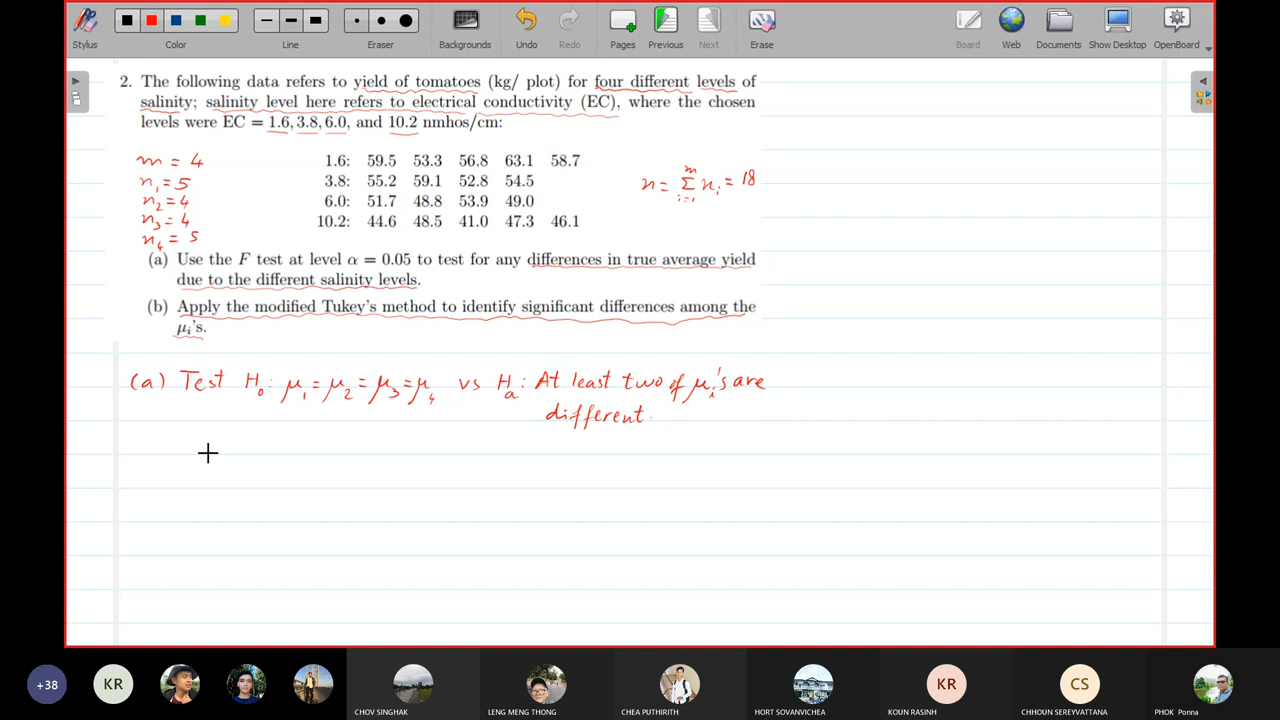 Stylus
Color
Line
Eraser
Backgrounds
Undo
Redo
Pages
Previous
Next
Erase
Board
Web
Documents
Show Desktop
OpenBoard
2. The following data refers to yield of tomatoes (kg/ plot) for four different levels of
salinity; salinity level here refers to electrical conductivity (EC), where the chosen
levels were EC = 1.6, 3.8, 6.0, and 10.2 nmhos/cm:
m = 4
n₁ = 5
n₂ = 4
n₃ = 4
n₄ = 5
1.6: 59.5 53.3 56.8 63.1 58.7
3.8: 55.2 59.1 52.8 54.5
6.0: 51.7 48.8 53.9 49.0
10.2: 44.6 48.5 41.0 47.3 46.1
n = Σ_{i=1}^{m} n_i = 18
(a) Use the F test at level α = 0.05 to test for any differences in true average yield
due to the different salinity levels.
(b) Apply the modified Tukey's method to identify significant differences among the
μᵢ's.
(a) Test H₀: μ₁ = μ₂ = μ₃ = μ₄ vs Hₐ: At least two of μᵢ's are
different.
+38
KR
CHOV SINGHAK
LENG MENG THONG
CHEA PUTHIRITH
HORT SOVANVICHEA
KR
KOUN RASINH
CS
CHHOUN SEREYVATTANA
PHOK Ponna